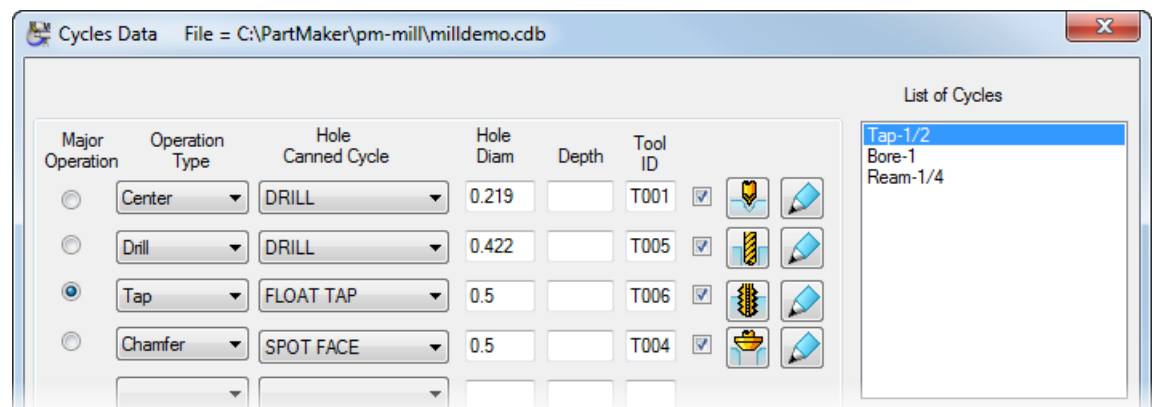 Cycles Data File = C:\PartMaker\pm-mill\milldemo.cdb
X
List of Cycles
Major Operation Operation Type Hole Canned Cycle Hole Diam Depth Tool ID
Center DRILL 0.219 T001
Drill DRILL 0.422 T005
Tap FLOAT TAP 0.5 T006
Chamfer SPOT FACE 0.5 T004
Tap-1/2
Bore-1
Ream-1/4